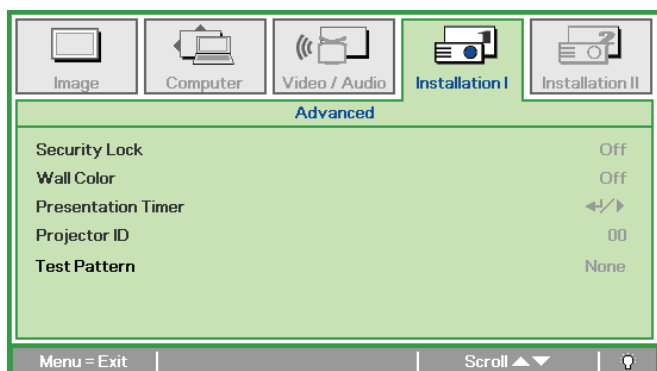 Image Computer Video / Audio Installation I Installation II
Advanced
Security Lock Off
Wall Color Off
Presentation Timer
Projector ID 00
Test Pattern None
Menu = Exit Scroll ▲▼